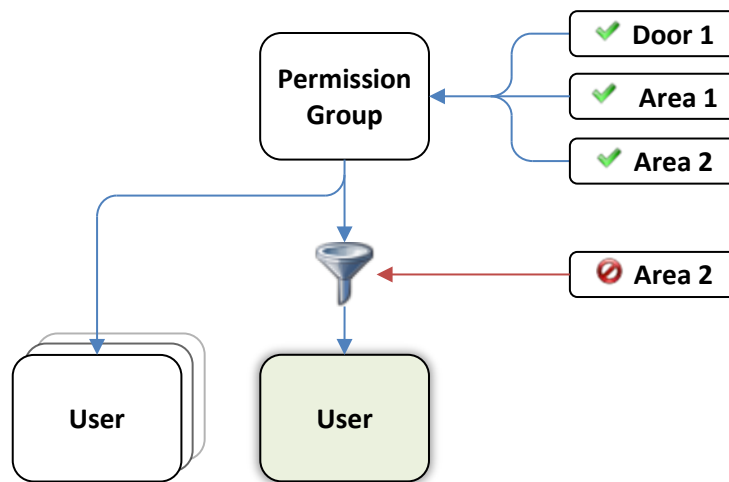 Door 1
Permission
Group
Area 1
Area 2
Area 2
User
User